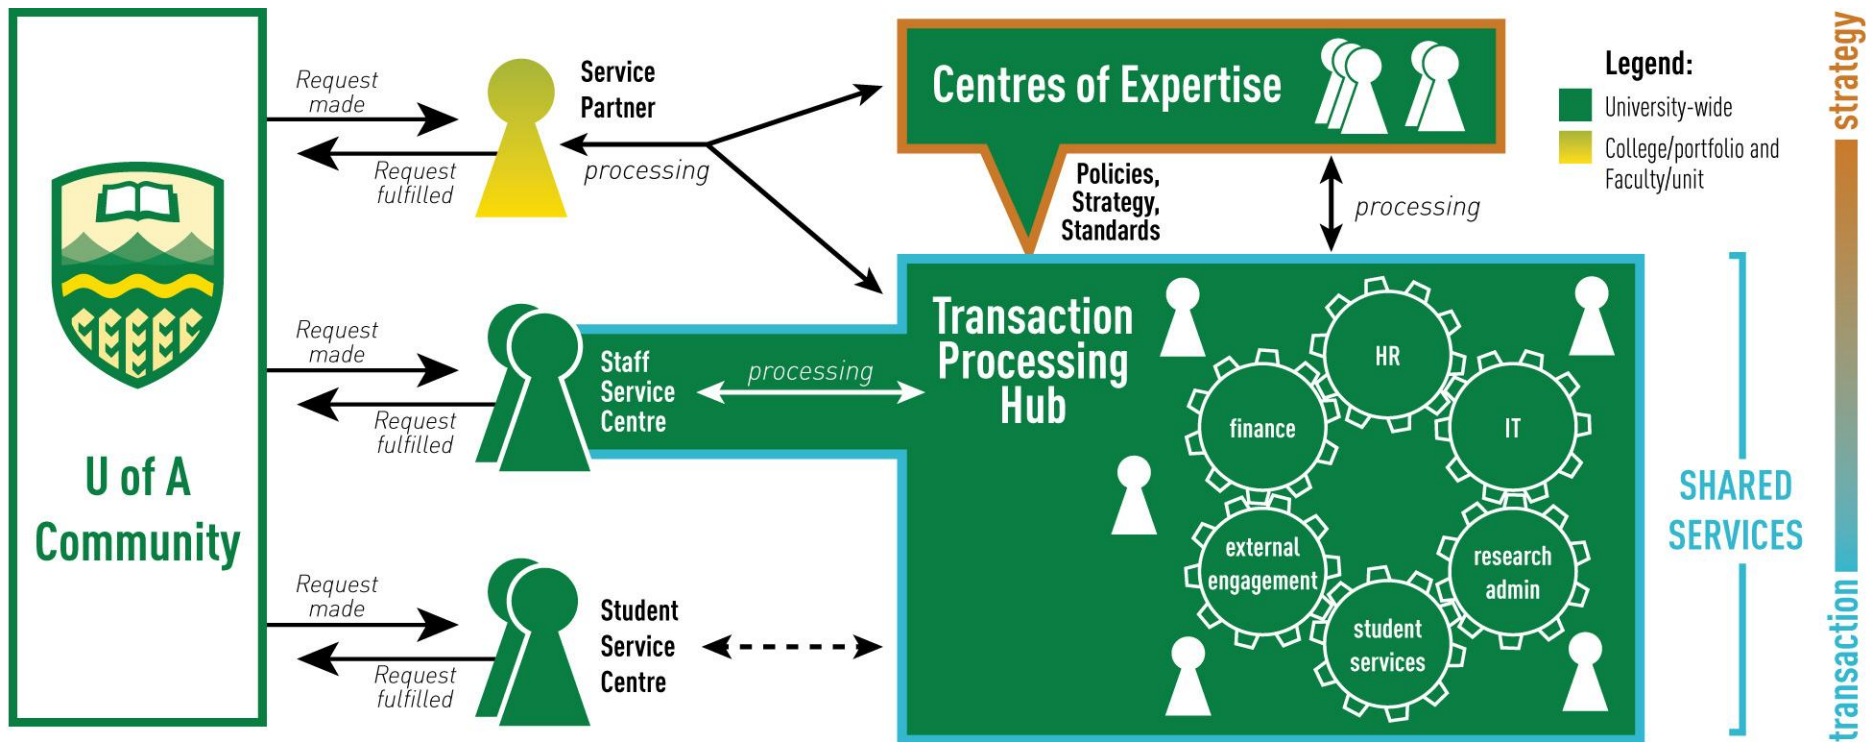 U of A
Community
Request
made
Request
fulfilled
Service
Partner
processing
Request
made
Request
fulfilled
Staff
Service
Centre
processing
Request
made
Request
fulfilled
Student
Service
Centre
Centres of Expertise
Policies,
Strategy,
Standards
processing
Transaction
Processing
Hub
HR
finance
IT
external
engagement
research
admin
student
services
Legend:
University-wide
College/portfolio and
Faculty/unit
SHARED
SERVICES
strategy
transaction